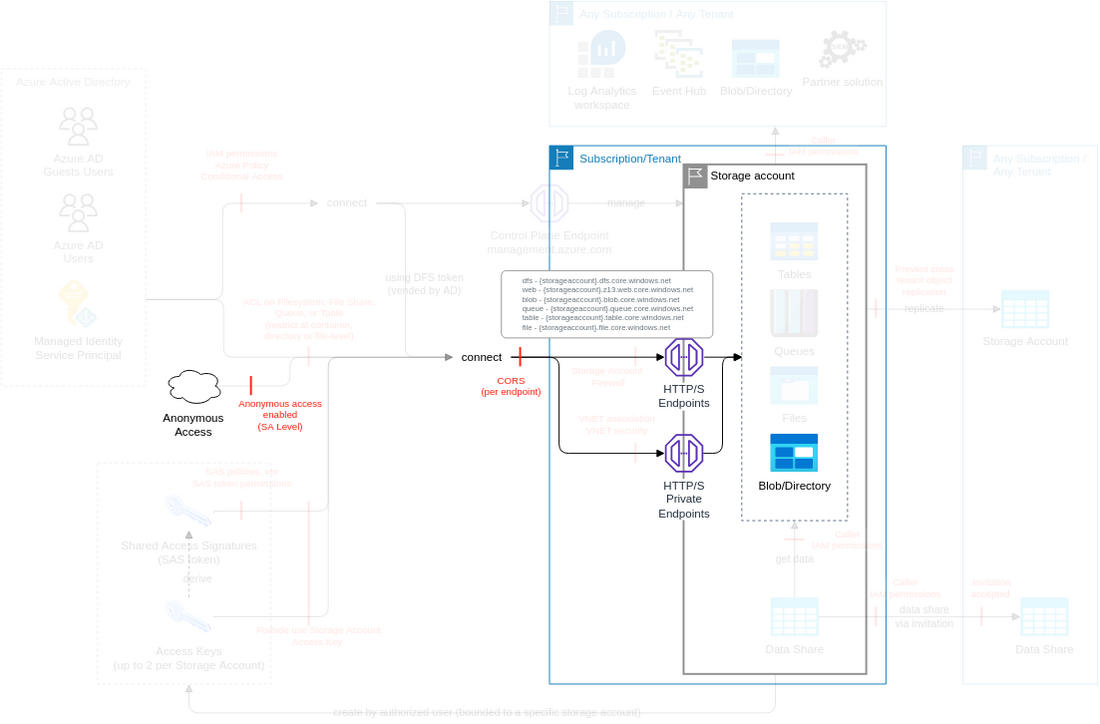 Any Subscription / Any Tenant
Log Analytics
workspace
Event Hub
Blob/Directory
Partner solution
Azure Active Directory
Azure AD
Guests Users
Azure AD
Users
Managed Identity
Service Principal
IAM permissions
Azure Policy
Conditional Access
connect
using DFS token
(vended by AD)
ACL on Filesystem, File Share,
Queue, or Table
(restrict at container,
directory or file-level)
Control Plane Endpoint
management.azure.com
manage
Caller
IAM permissions
Subscription/Tenant
Storage account
dfs - {storageaccount}.dfs.core.windows.net
web - {storageaccount}.z13.web.core.windows.net
blob - {storageaccount}.blob.core.windows.net
queue - {storageaccount}.queue.core.windows.net
table - {storageaccount}.table.core.windows.net
file - {storageaccount}.file.core.windows.net
Tables
Queues
Files
Blob/Directory
Any Subscription /
Any Tenant
Prevent cross
tenant object
replication
replicate
Storage Account
Anonymous
Access
Anonymous access
enabled
(SA Level)
connect
CORS
(per endpoint)
Storage Account
Firewall
HTTP/S
Endpoints
VNET association
VNET security
HTTP/S
Private
Endpoints
SAS policies,
SAS token permissions
Shared Access Signatures
(SAS token)
derive
Access Keys
(up to 2 per Storage Account)
use Storage Account
Access Key
get data
Caller
IAM permissions
Data Share
Caller
IAM permissions
data share
via invitation
Invitation
accepted
Data Share
create by authorized user (bounded to a specific storage account)